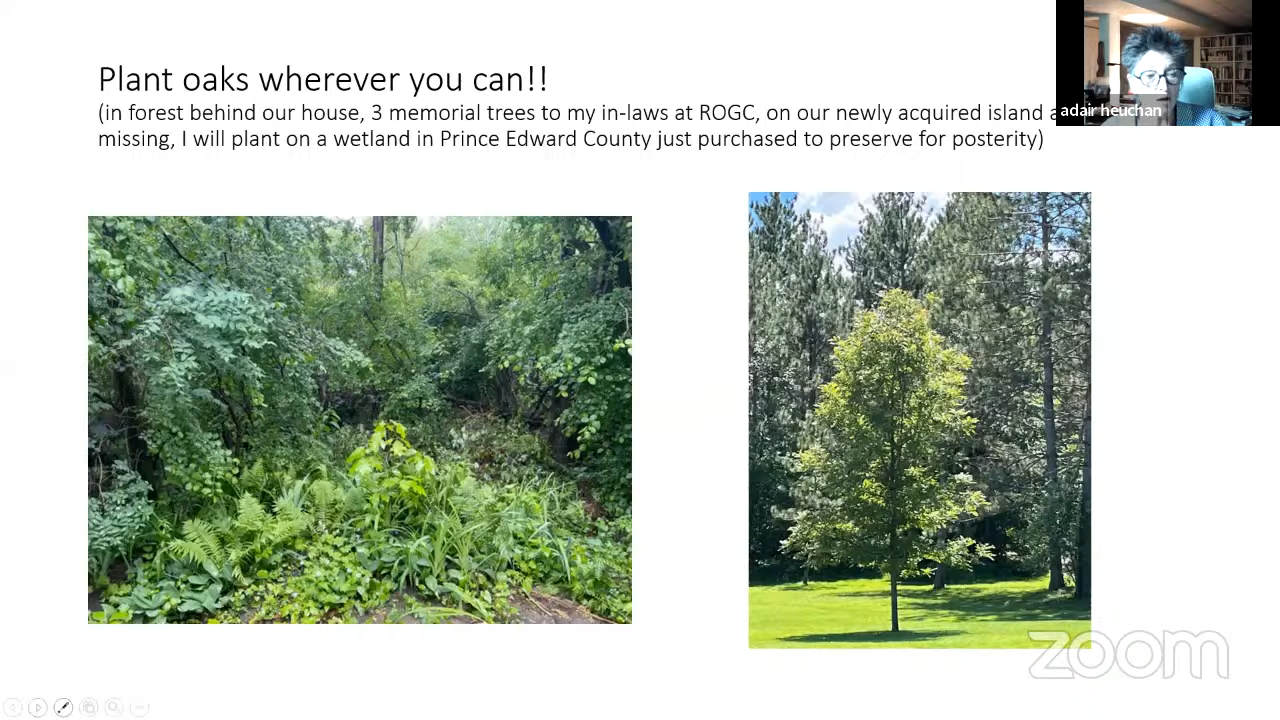 Plant oaks wherever you can!!
(in forest behind our house, 3 memorial trees to my in-laws at ROGC, on our newly acquired island
missing, I will plant on a wetland in Prince Edward County just purchased to preserve for posterity)
adair heuchan
zoom